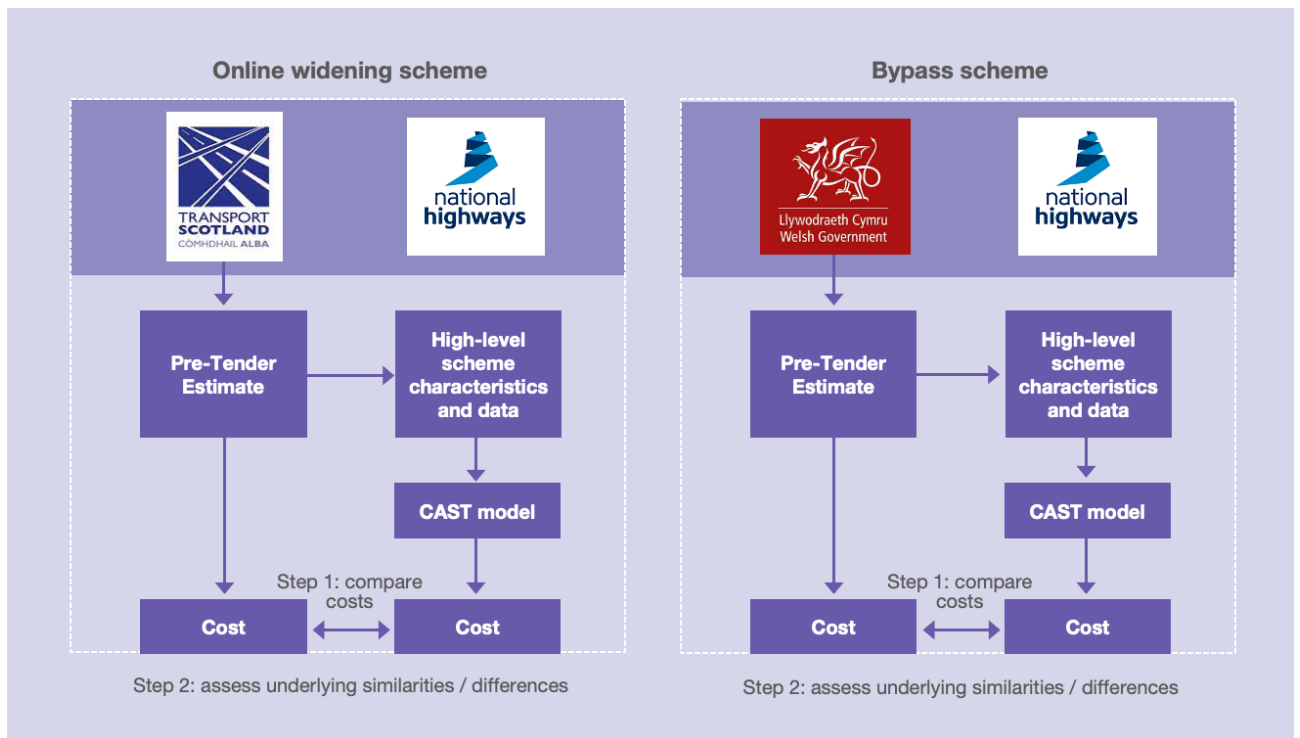 Online widening scheme
TRANSPORT
SCOTLAND
CÒMHDHAIL ALBA
national
highways
Pre-Tender
Estimate
High-level
scheme
characteristics
and data
CAST model
Step 1: compare
costs
Cost
Cost
Step 2: assess underlying similarities / differences
Bypass scheme
Llywodraeth Cymru
Welsh Government
national
highways
Pre-Tender
Estimate
High-level
scheme
characteristics
and data
CAST model
Step 1: compare
costs
Cost
Cost
Step 2: assess underlying similarities / differences